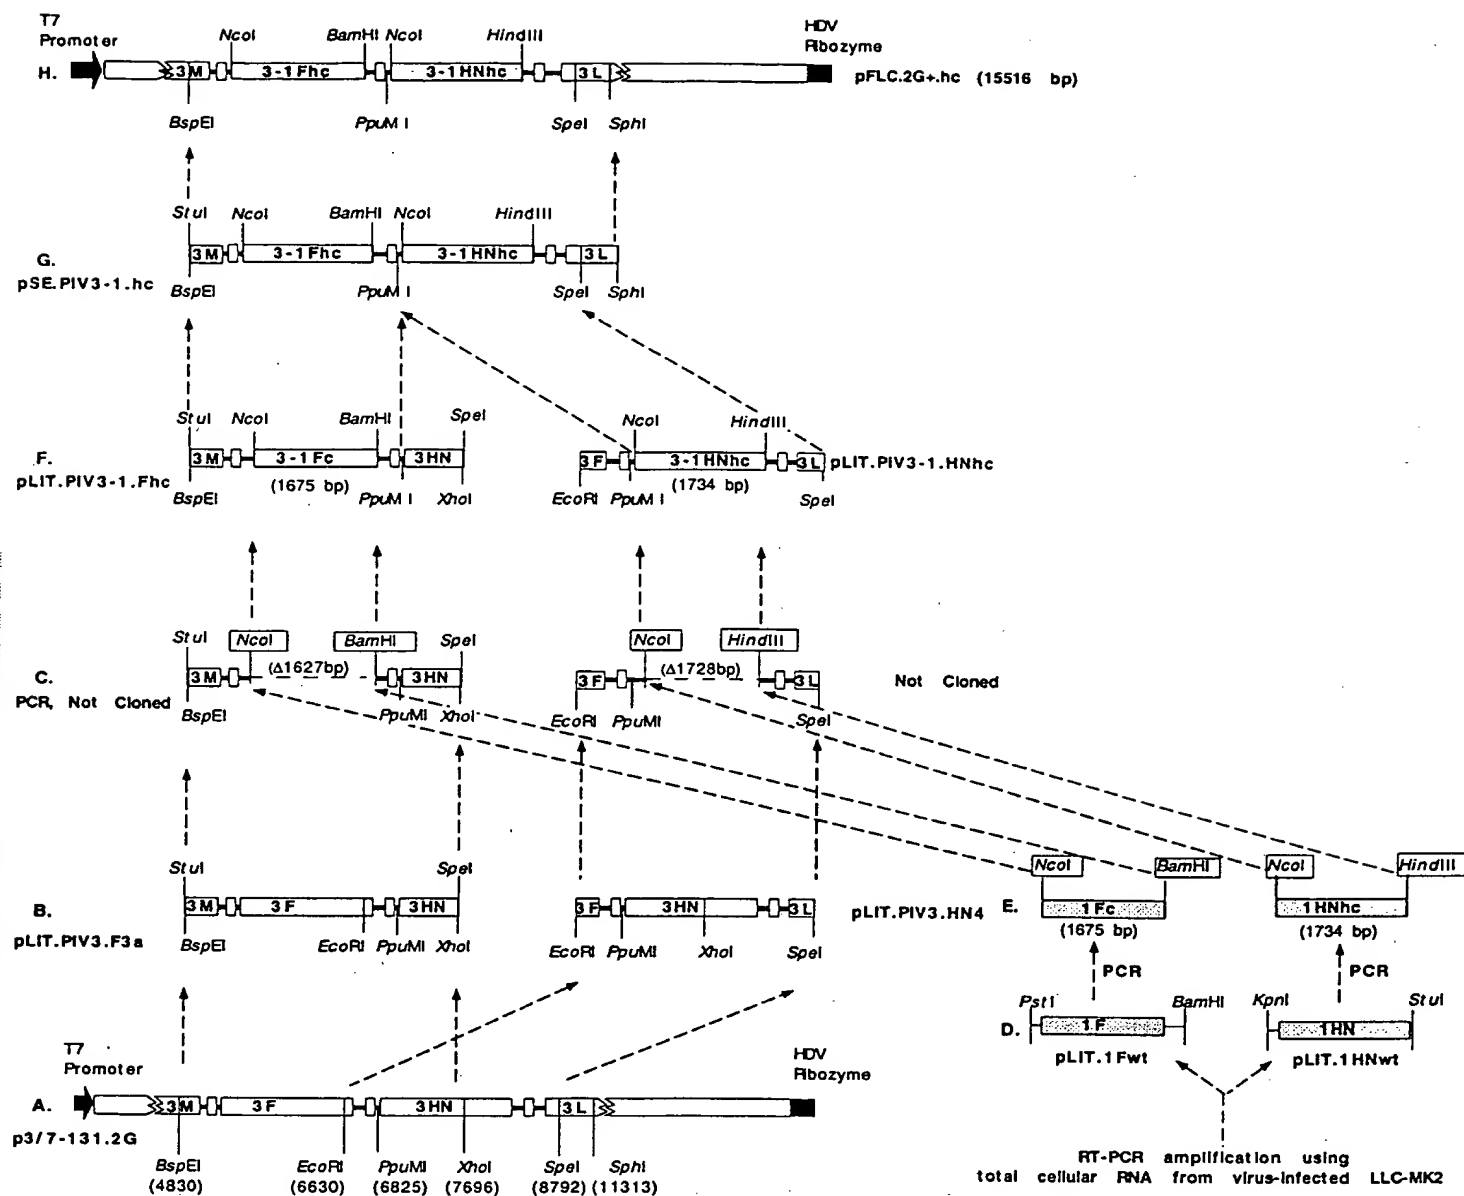 T7
Promoter
NcoI BamHI NcoI HindIII
HDV
Ribozyme
H. 3M 3-1Fhc 3-1HNhc 3L pFLC.2G+.hc (15516 bp)
BspEI PpuMI SpeI SphI
StuI NcoI BamHI NcoI HindIII
G. 3M 3-1Fhc 3-1HNhc 3L
pSE.PIV3-1.hc
BspEI PpuMI SpeI SphI
StuI NcoI BamHI SpeI NcoI HindIII
F. 3M 3-1Fc 3HN 3F 3-1HNhc 3L pLIT.PIV3-1.HNhc
pLIT.PIV3-1.Fhc
(1675 bp) (1734 bp)
BspEI PpuMI XhoI EcoRI PpuMI SpeI
StuI NcoI BamHI SpeI NcoI HindIII
(Δ1627bp) (Δ1728bp)
C. 3M 3HN 3F 3L Not Cloned
PCR, Not Cloned
BspEI PpuMI XhoI EcoRI PpuMI SpeI
StuI SpeI
B. 3M 3F 3HN 3F 3HN 3L pLIT.PIV3.HN4
pLIT.PIV3.F3a
BspEI EcoRI PpuMI XhoI EcoRI PpuMI XhoI SpeI
NcoI BamHI NcoI HindIII
E. 1Fc 1HNhc
(1675 bp) (1734 bp)
PCR PCR
PstI BamHI KpnI StuI
D. 1F 1HN
pLIT.1Fwt pLIT.1HNwt
T7
Promoter
HDV
Ribozyme
A. 3M 3F 3HN 3L
p3/7-131.2G
BspEI EcoRI PpuMI XhoI SpeI SphI
(4830) (6630) (6825) (7696) (8792) (11313)
RT-PCR amplification using
total cellular RNA from virus-infected LLC-MK2